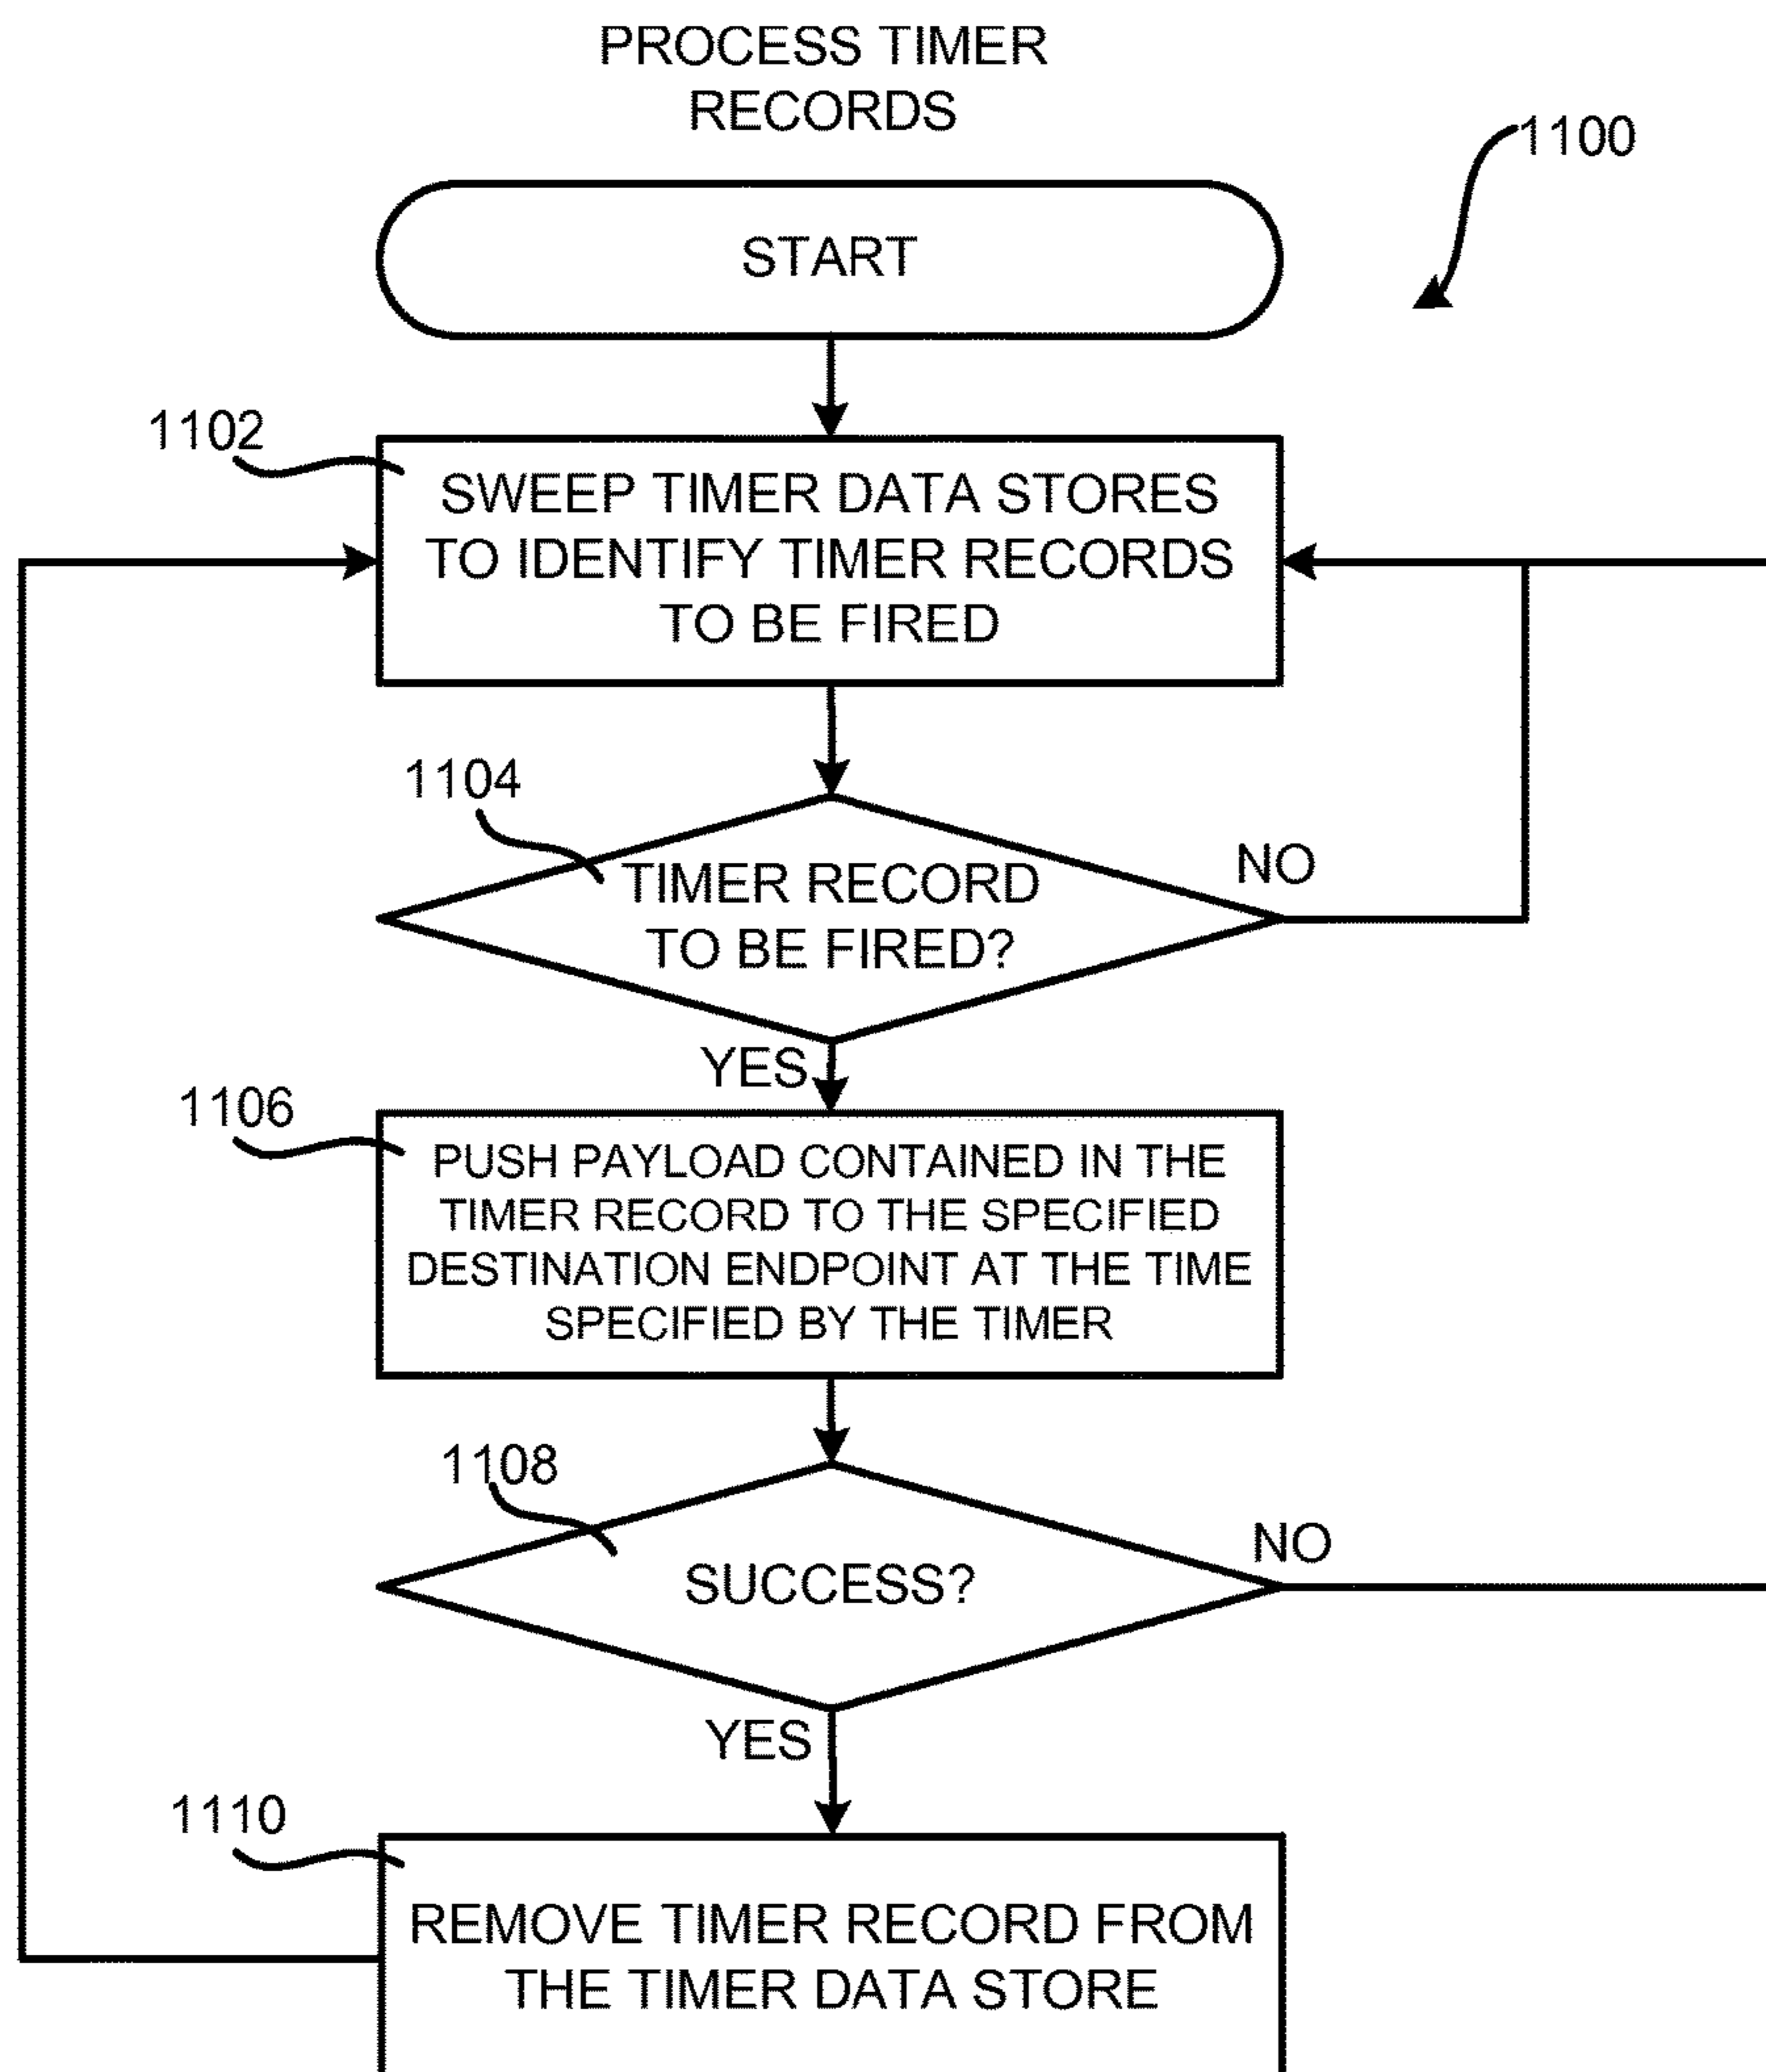 PROCESS TIMER
RECORDS
1100
START
1102
SWEEP TIMER DATA STORES
TO IDENTIFY TIMER RECORDS
TO BE FIRED
1104
TIMER RECORD
TO BE FIRED?
NO
YES
1106
PUSH PAYLOAD CONTAINED IN THE
TIMER RECORD TO THE SPECIFIED
DESTINATION ENDPOINT AT THE TIME
SPECIFIED BY THE TIMER
1108
SUCCESS?
NO
YES
1110
REMOVE TIMER RECORD FROM
THE TIMER DATA STORE